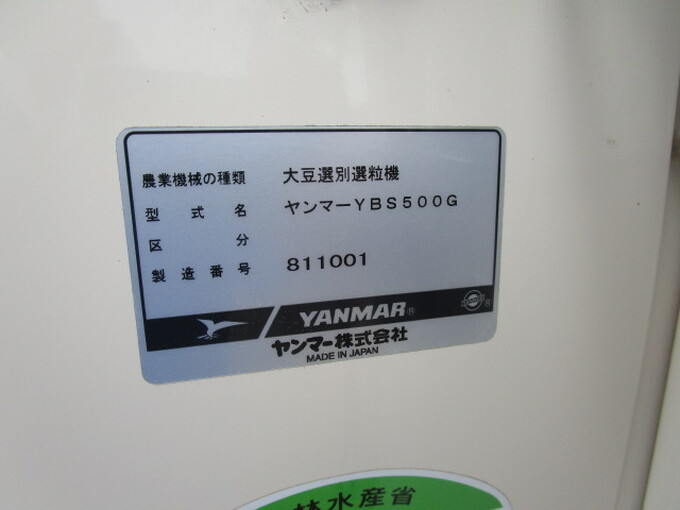 農業機械の種類 大豆選別選粒機
型式名 ヤンマーYBS500G
区分
製造番号 811001
YANMAR®
ヤンマー株式会社
MADE IN JAPAN
林水産省